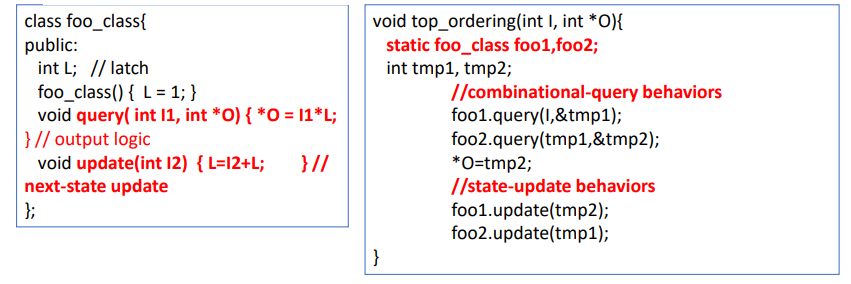 class foo_class{
public:
int L; // latch
foo_class() { L = 1; }
void query( int I1, int *O) { *O = I1*L;
} // output logic
void update(int I2) { L=I2+L; } //
next-state update
};
void top_ordering(int I, int *O){
static foo_class foo1,foo2;
int tmp1, tmp2;
//combinational-query behaviors
foo1.query(I,&tmp1);
foo2.query(tmp1,&tmp2);
*O=tmp2;
//state-update behaviors
foo1.update(tmp2);
foo2.update(tmp1);
}